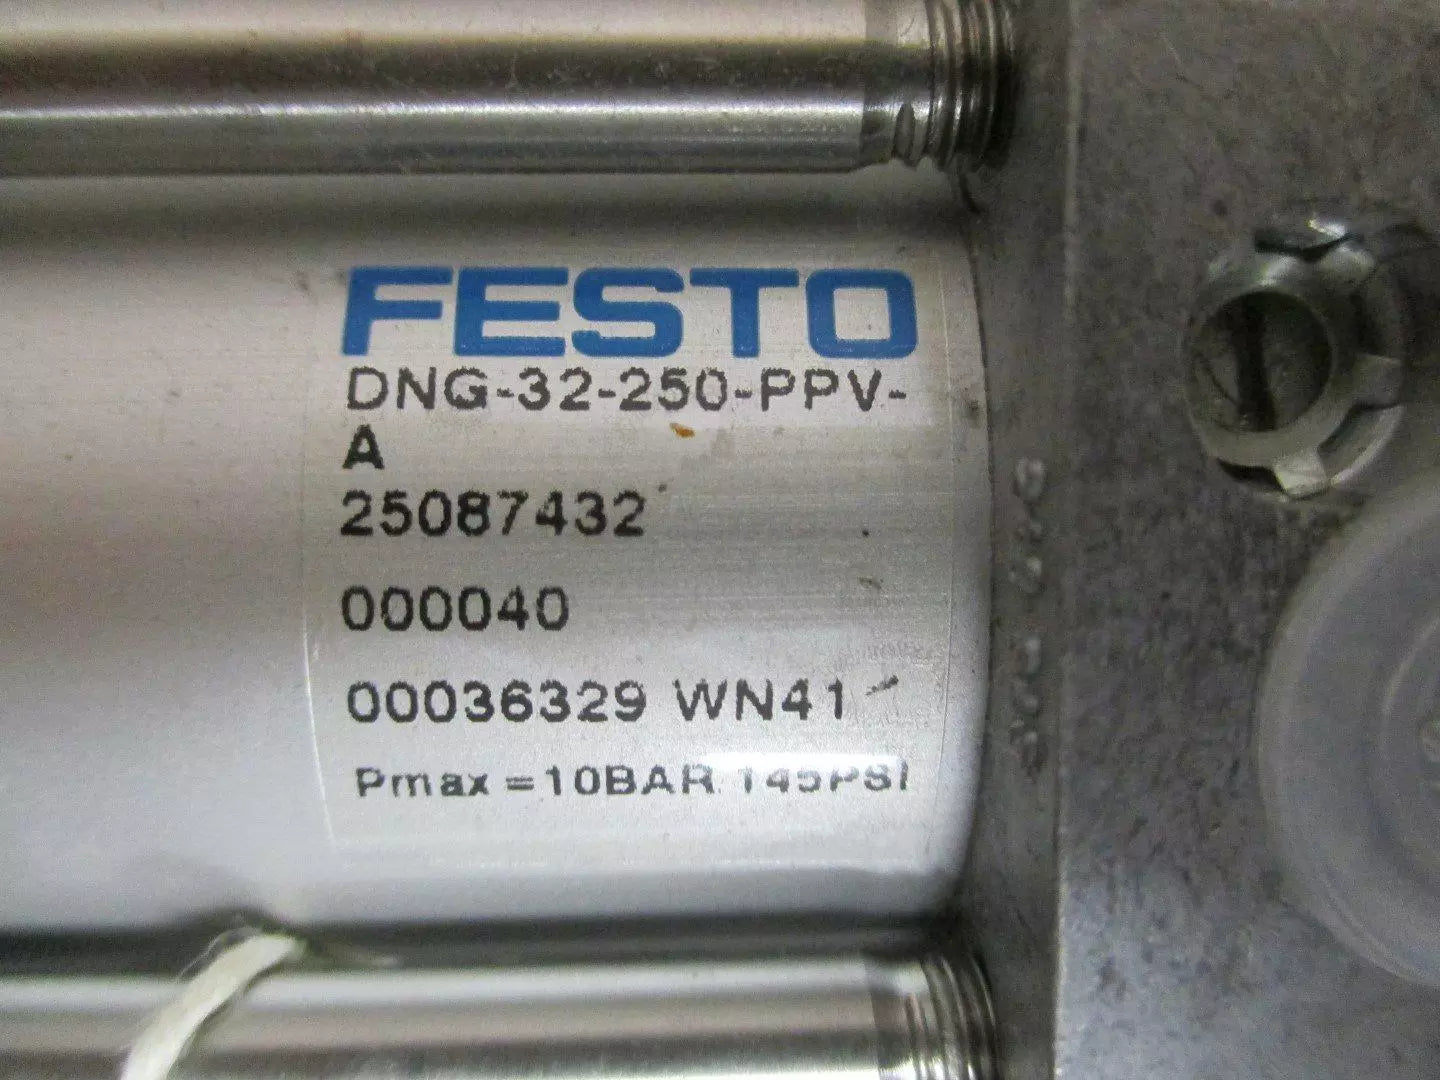 FESTO
DNG-32-250-PPV-
A
25087432
000040
00036329 WN41
Pmax =10BAR 145PSI